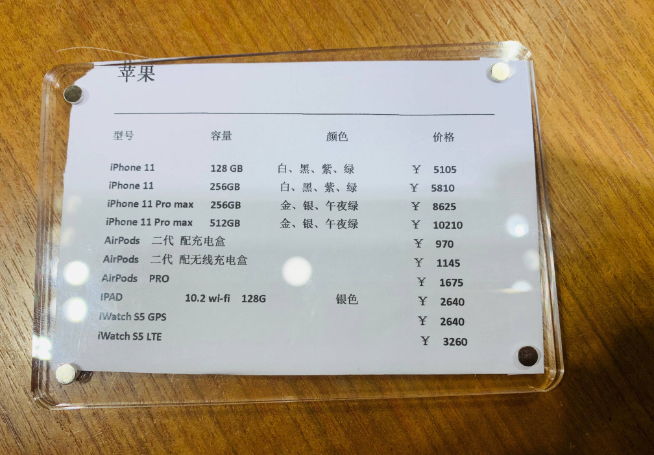 苹果
型号 容量 颜色 价格
iPhone 11 128 GB 白、黑、紫、绿 ¥ 5105
iPhone 11 256GB 白、黑、紫、绿 ¥ 5810
iPhone 11 Pro max 256GB 金、银、午夜绿 ¥ 8625
iPhone 11 Pro max 512GB 金、银、午夜绿 ¥ 10210
AirPods 二代 配充电盒 ¥ 970
AirPods 二代 配无线充电盒 ¥ 1145
AirPods PRO ¥ 1675
IPAD 10.2 wi-fi 128G 银色 ¥ 2640
iWatch S5 GPS ¥ 2640
iWatch S5 LTE ¥ 3260